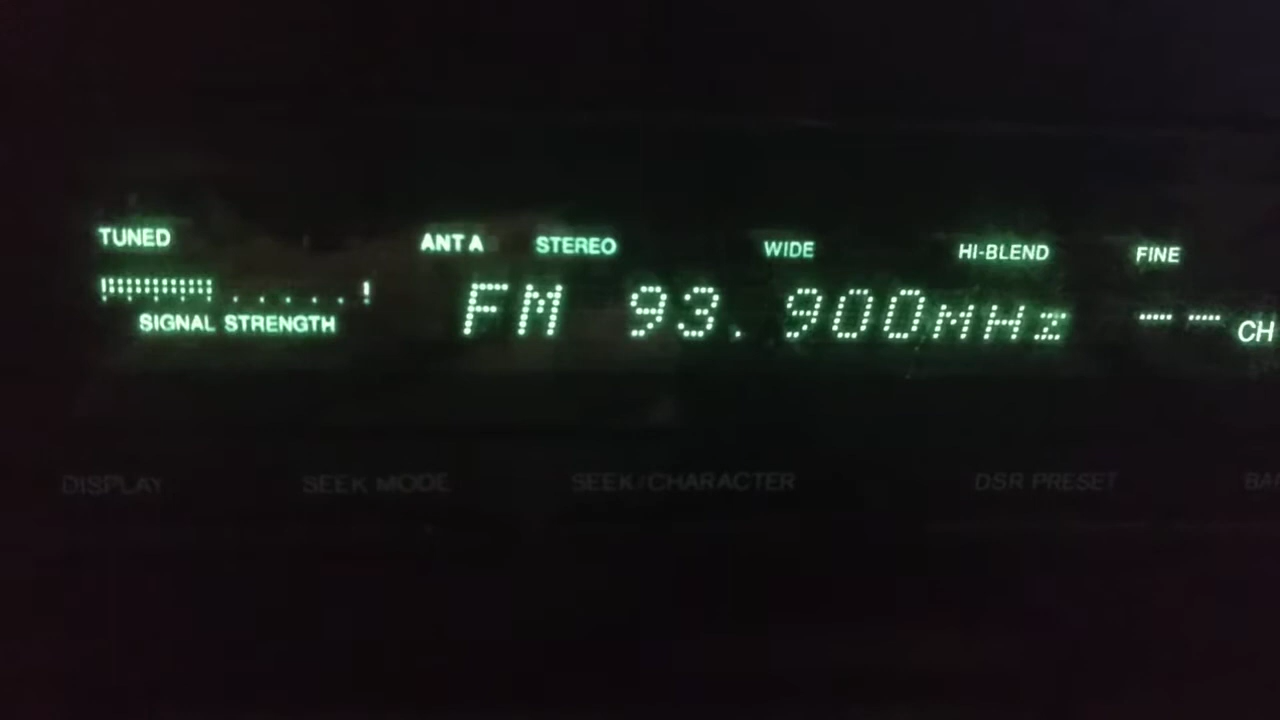 TUNED ANT A STEREO WIDE HI-BLEND FINE
FM 93.900MHz -- -- CH
SIGNAL STRENGTH
DISPLAY SEEK MODE SEEK/CHARACTER DSR PRESET